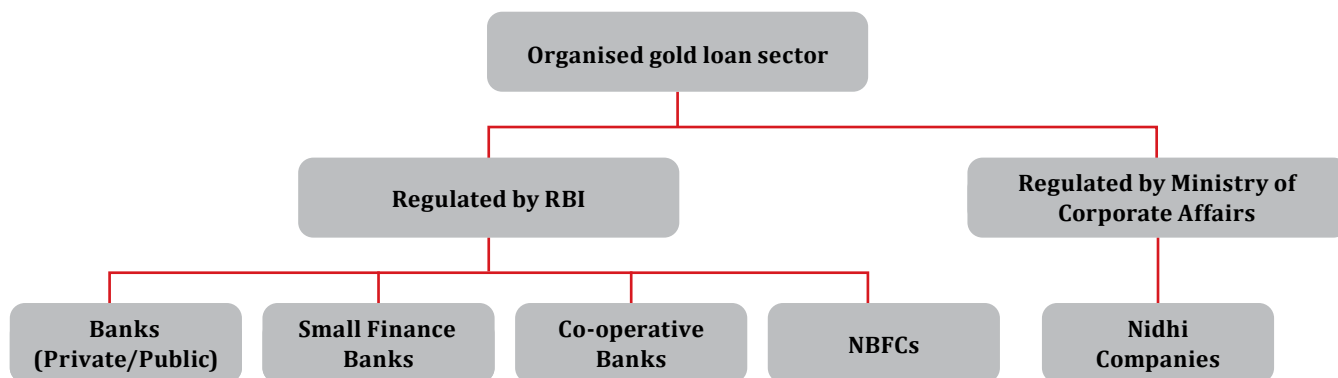 Organised gold loan sector
Regulated by RBI
Regulated by Ministry of
Corporate Affairs
Banks
(Private/Public)
Small Finance
Banks
Co-operative
Banks
NBFCs
Nidhi
Companies